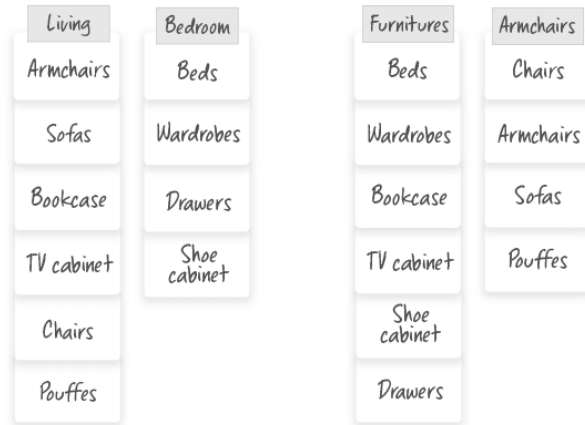 Living
Armchairs
Sofas
Bookcase
TV cabinet
Chairs
Pouffes
Bedroom
Beds
Wardrobes
Drawers
Shoe
cabinet
Furnitures
Beds
Wardrobes
Bookcase
TV cabinet
Shoe
cabinet
Drawers
Armchairs
Chairs
Armchairs
Sofas
Pouffes